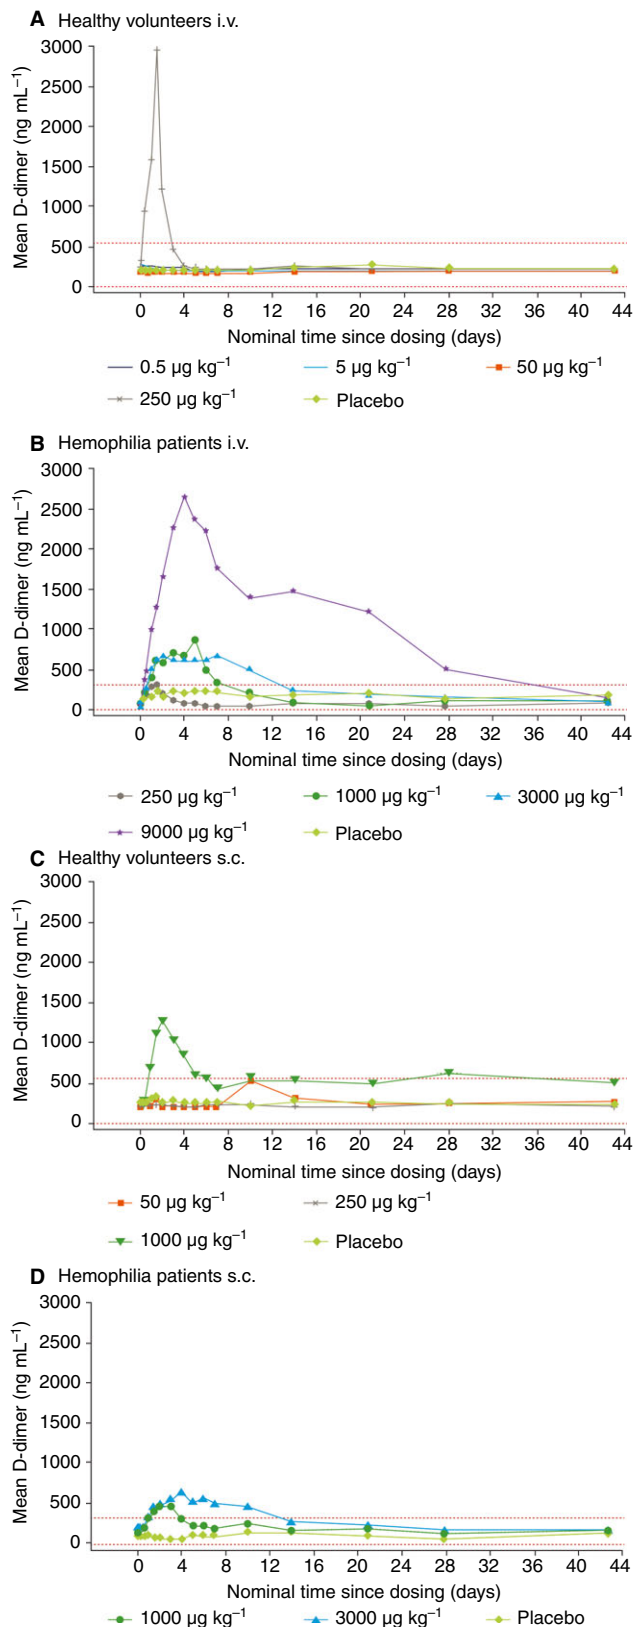 A Healthy volunteers i.v.
Mean D-dimer (ng mL⁻¹)
3000
2500
2000
1500
1000
500
0
0 4 8 12 16 20 24 28 32 36 40 44
Nominal time since dosing (days)
0.5 µg kg⁻¹ 5 µg kg⁻¹ 50 µg kg⁻¹
250 µg kg⁻¹ Placebo
B Hemophilia patients i.v.
Mean D-dimer (ng mL⁻¹)
3000
2500
2000
1500
1000
500
0
0 4 8 12 16 20 24 28 32 36 40 44
Nominal time since dosing (days)
250 µg kg⁻¹ 1000 µg kg⁻¹ 3000 µg kg⁻¹
9000 µg kg⁻¹ Placebo
C Healthy volunteers s.c.
Mean D-dimer (ng mL⁻¹)
3000
2500
2000
1500
1000
500
0
0 4 8 12 16 20 24 28 32 36 40 44
Nominal time since dosing (days)
50 µg kg⁻¹ 250 µg kg⁻¹
1000 µg kg⁻¹ Placebo
D Hemophilia patients s.c.
Mean D-dimer (ng mL⁻¹)
3000
2500
2000
1500
1000
500
0
0 4 8 12 16 20 24 28 32 36 40 44
Nominal time since dosing (days)
1000 µg kg⁻¹ 3000 µg kg⁻¹ Placebo